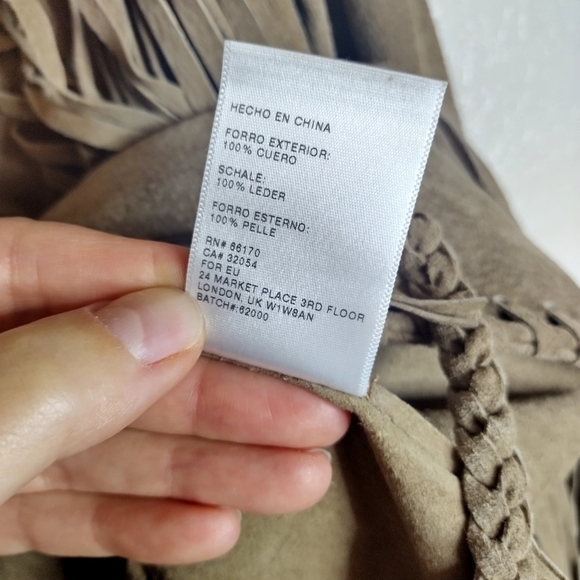 HECHO EN CHINA
FORRO EXTERIOR:
100% CUERO
SCHALE:
100% LEDER
FORRO ESTERNO:
100% PELLE
RN# 66170
CA# 32054
FOR EU
24 MARKET PLACE 3RD FLOOR
LONDON, UK W1W8AN
BATCH#:62000